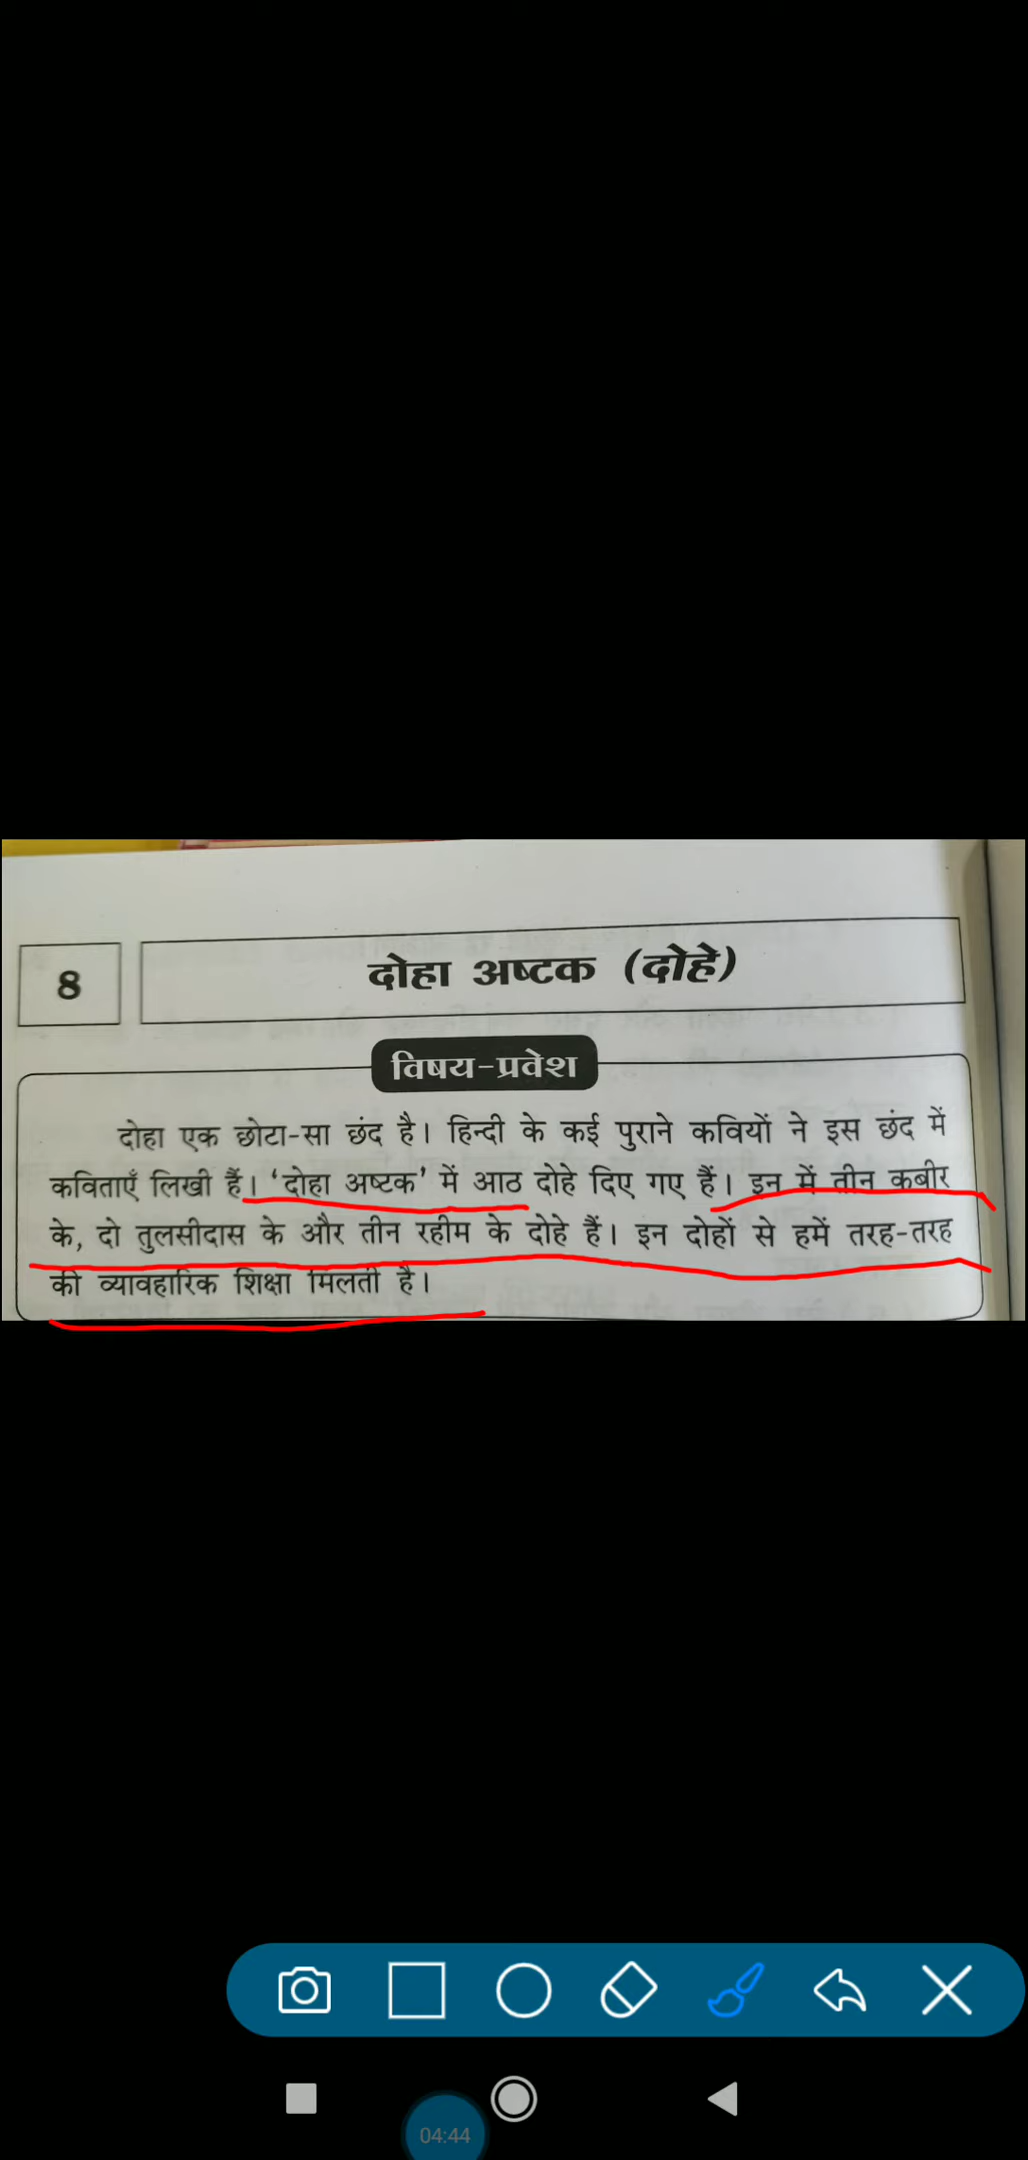 8
दोहा अष्टक (दोहे)
विषय-प्रवेश
दोहा एक छोटा-सा छंद है। हिन्दी के कई पुराने कवियों ने इस छंद में
कविताएँ लिखी हैं। ‘दोहा अष्टक’ में आठ दोहे दिए गए हैं। इन में तीन कबीर
के, दो तुलसीदास के और तीन रहीम के दोहे हैं। इन दोहों से हमें तरह-तरह
की व्यावहारिक शिक्षा मिलती है।
04:44